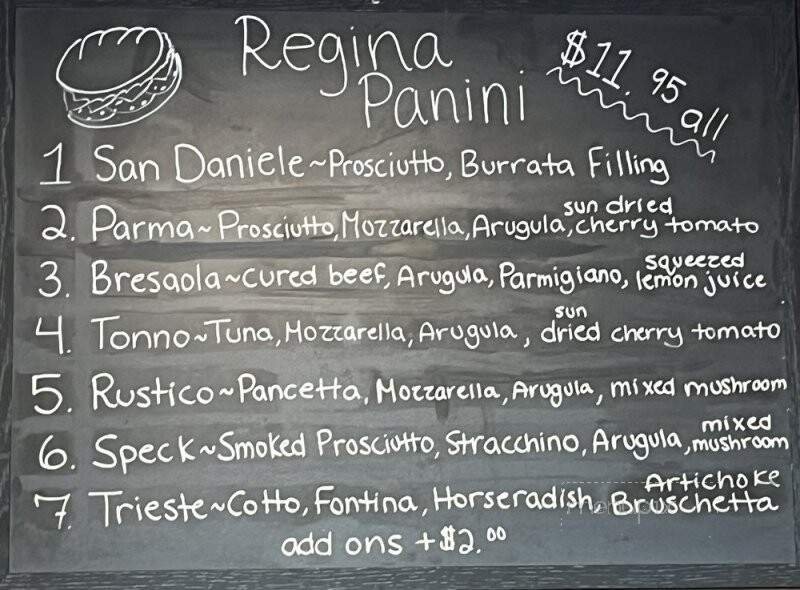 Regina
Panini
$11.95 all
1 San Daniele~Prosciutto, Burrata Filling
2. Parma~Prosciutto, Mozzarella, Arugula, sun dried cherry tomato
3. Bresaola~cured beef, Arugula, Parmigiano, squeezed lemon juice
4. Tonno~Tuna, Mozzarella, Arugula, sun dried cherry tomato
5. Rustico~Pancetta, Mozzarella, Arugula, mixed mushroom
6. Speck~Smoked Prosciutto, Stracchino, Arugula, mixed mushroom
7. Trieste~Cotto, Fontina, Horseradish, Artichoke Bruschetta
add ons +$2.00